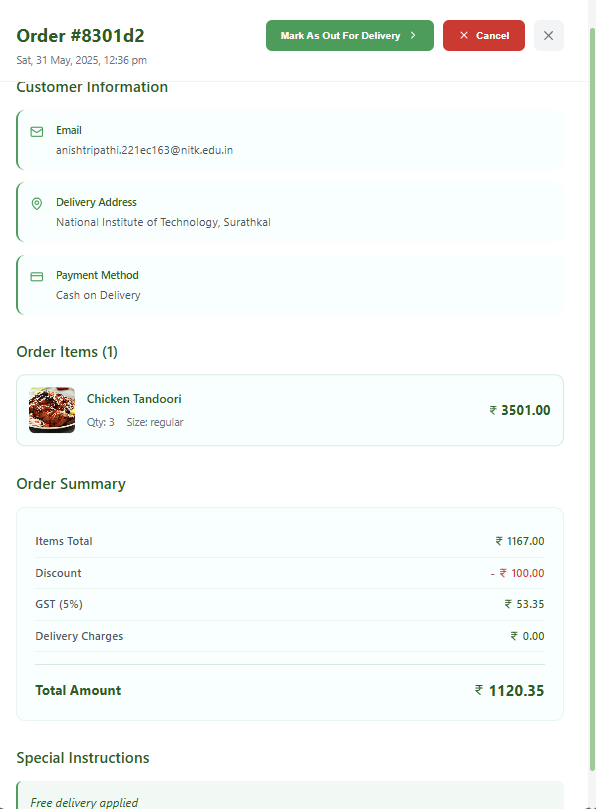 Order #8301d2
Mark As Out For Delivery
Cancel
Sat, 31 May, 2025, 12:36 pm
Customer Information
Email
anishtripathi.221ec163@nitk.edu.in
Delivery Address
National Institute of Technology, Surathkal
Payment Method
Cash on Delivery
Order Items (1)
Chicken Tandoori
Qty: 3 Size: regular
₹ 3501.00
Order Summary
Items Total ₹ 1167.00
Discount - ₹ 100.00
GST (5%) ₹ 53.35
Delivery Charges ₹ 0.00
Total Amount ₹ 1120.35
Special Instructions
Free delivery applied